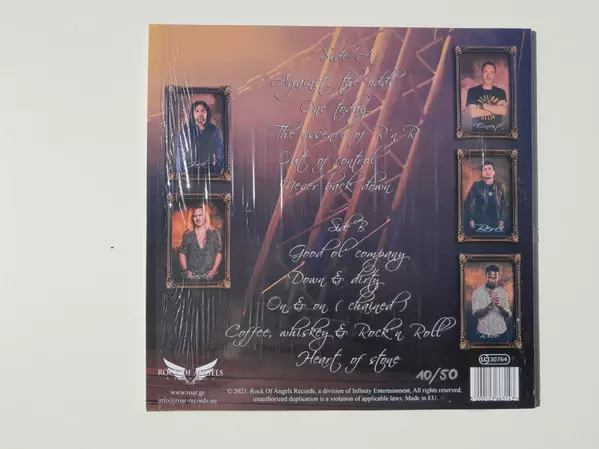 Side A
Against the odds
One today
The essence of R'n'R
Out of control
Never back down
Side B
Good ol' company
Down & dirty
On & on ( chained )
Coffee, whiskey & Rock'n Roll
Heart of stone
Berci
10/50
LC 30764
ROCK OF ANGELS
www.roar.gr
info@roar-records.eu
© 2021, Rock Of Angels Records, a division of Infinity Entertainment, All rights reserved,
unauthorized duplication is a violation of applicable laws, Made in EU.